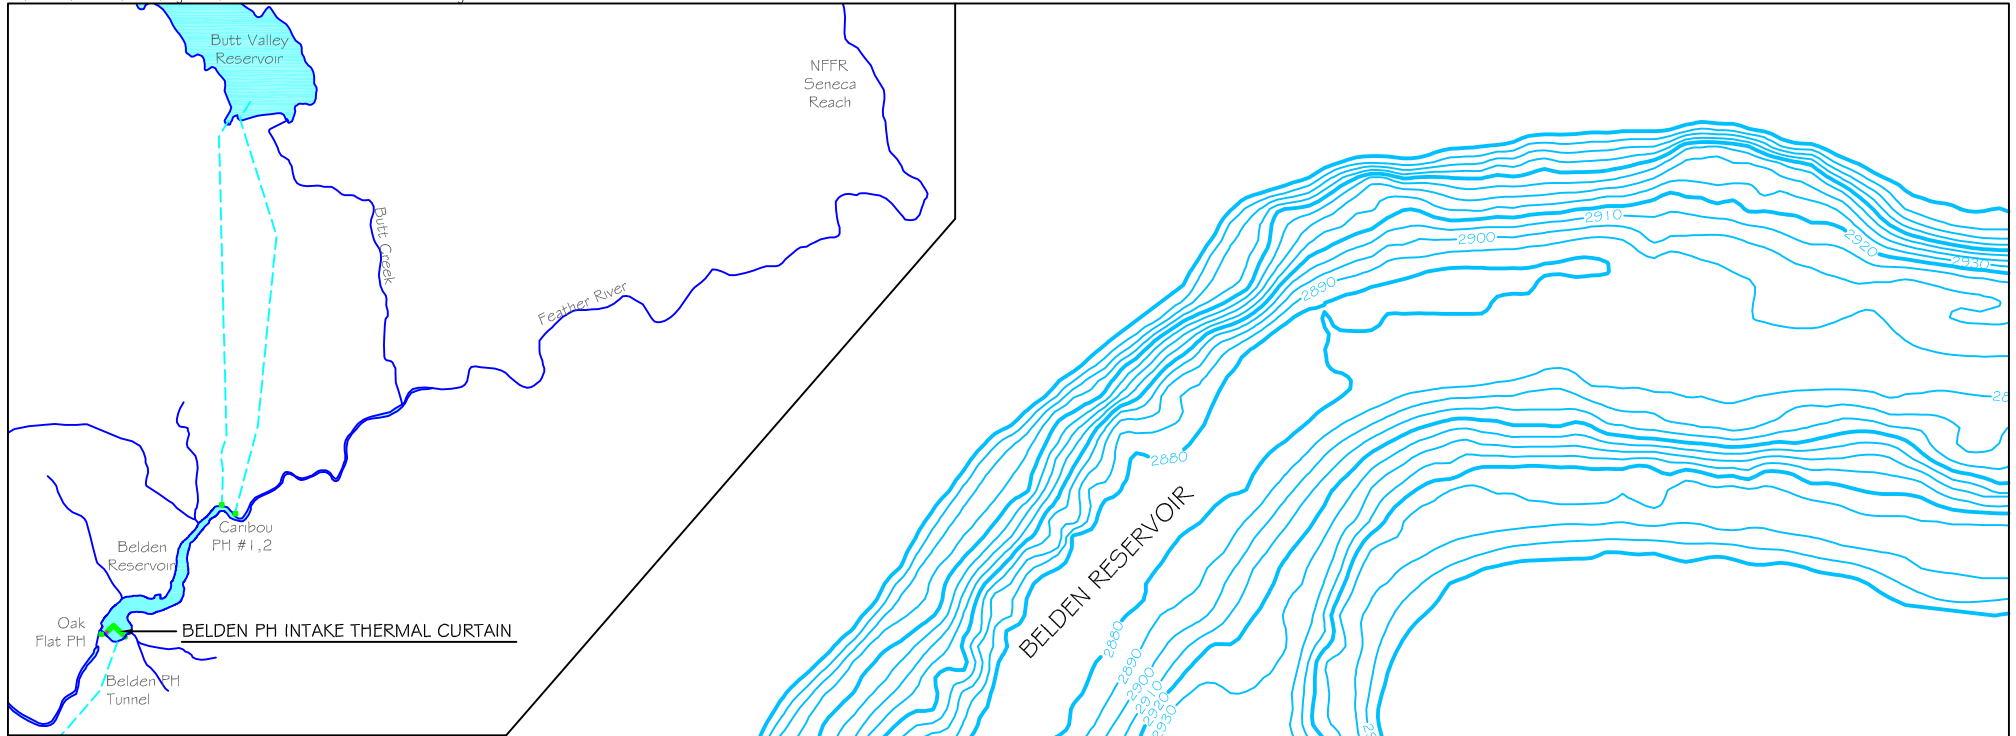 Butt Valley
Reservoir
NFFR
Seneca
Reach
Butt Creek
Feather River
Caribou
PH #1,2
Belden
Reservoir
Oak
Flat PH
BELDEN PH INTAKE THERMAL CURTAIN
Belden PH
Tunnel
2910
2900
2920
2930
2890
2880
BELDEN RESERVOIR
2880
2890
2900
2910
2920
2930